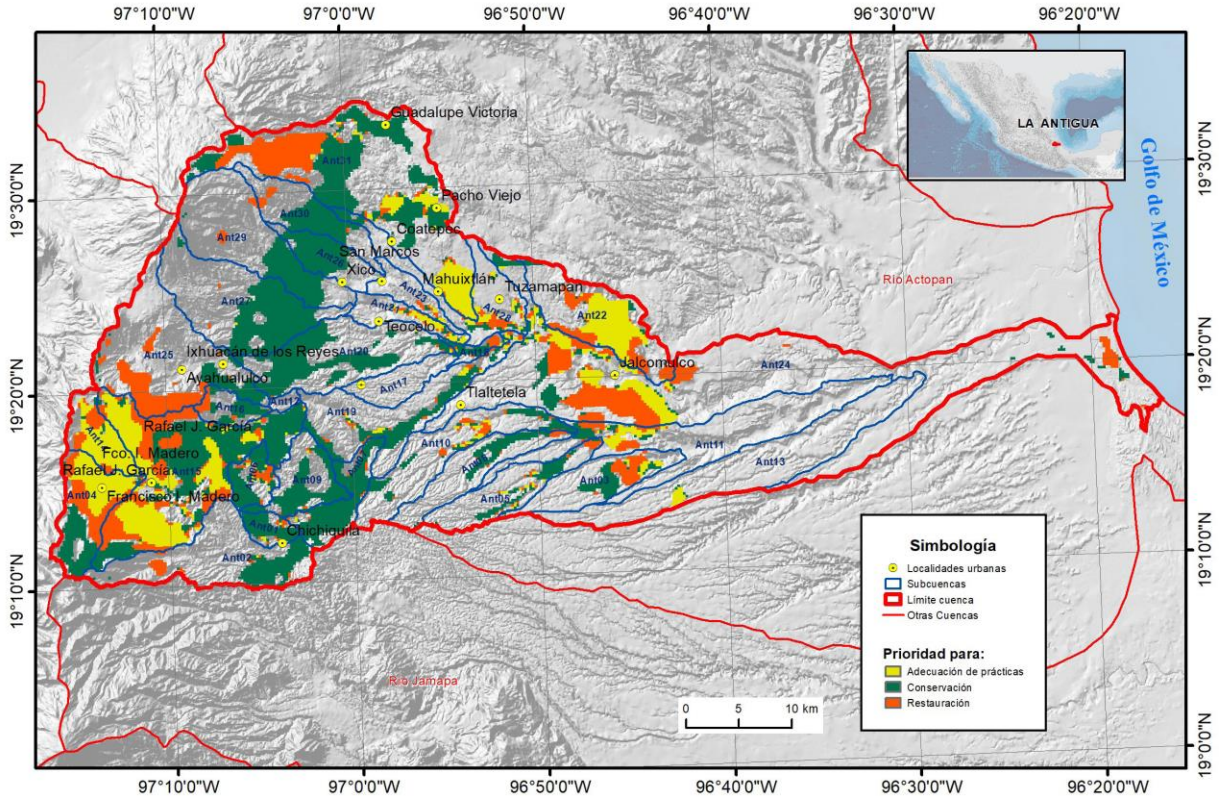 97°10'0"W
97°0'0"W
96°50'0"W
96°40'0"W
96°30'0"W
96°20'0"W
19°30'0"N
19°20'0"N
19°10'0"N
19°30'0"N
19°20'0"N
19°10'0"N
19°0'0"N
LA ANTIGUA
Golfo de México
Guadalupe Victoria
Ant31
Pacho Viejo
Ant30
Coatepec
Ant29
San Marcos
Xico
Ant23
Mahuixtlán
Tuzamapan
Río Actopan
Ant27
Ant21
Ant28
Ant22
Teocelo
Ant25
Ixhuacán de los Reyes
Ant20
Ant24
Jalcomulco
Ayahualulco
Ant17
Tlaltetela
Ant16
Ant12
Ant19
Rafael J. García
Ant10
Ant11
Fco. I. Madero
Rafael J. García
Ant15
Ant13
Ant09
Ant03
Ant04
Francisco I. Madero
Ant05
Chichiquila
Ant02
Río Jamapa
Simbología
Localidades urbanas
Subcuencas
Límite cuenca
Otras Cuencas
Prioridad para:
Adecuación de prácticas
Conservación
Restauración
0 5 10 km
97°10'0"W
97°0'0"W
96°50'0"W
96°40'0"W
96°30'0"W
96°20'0"W